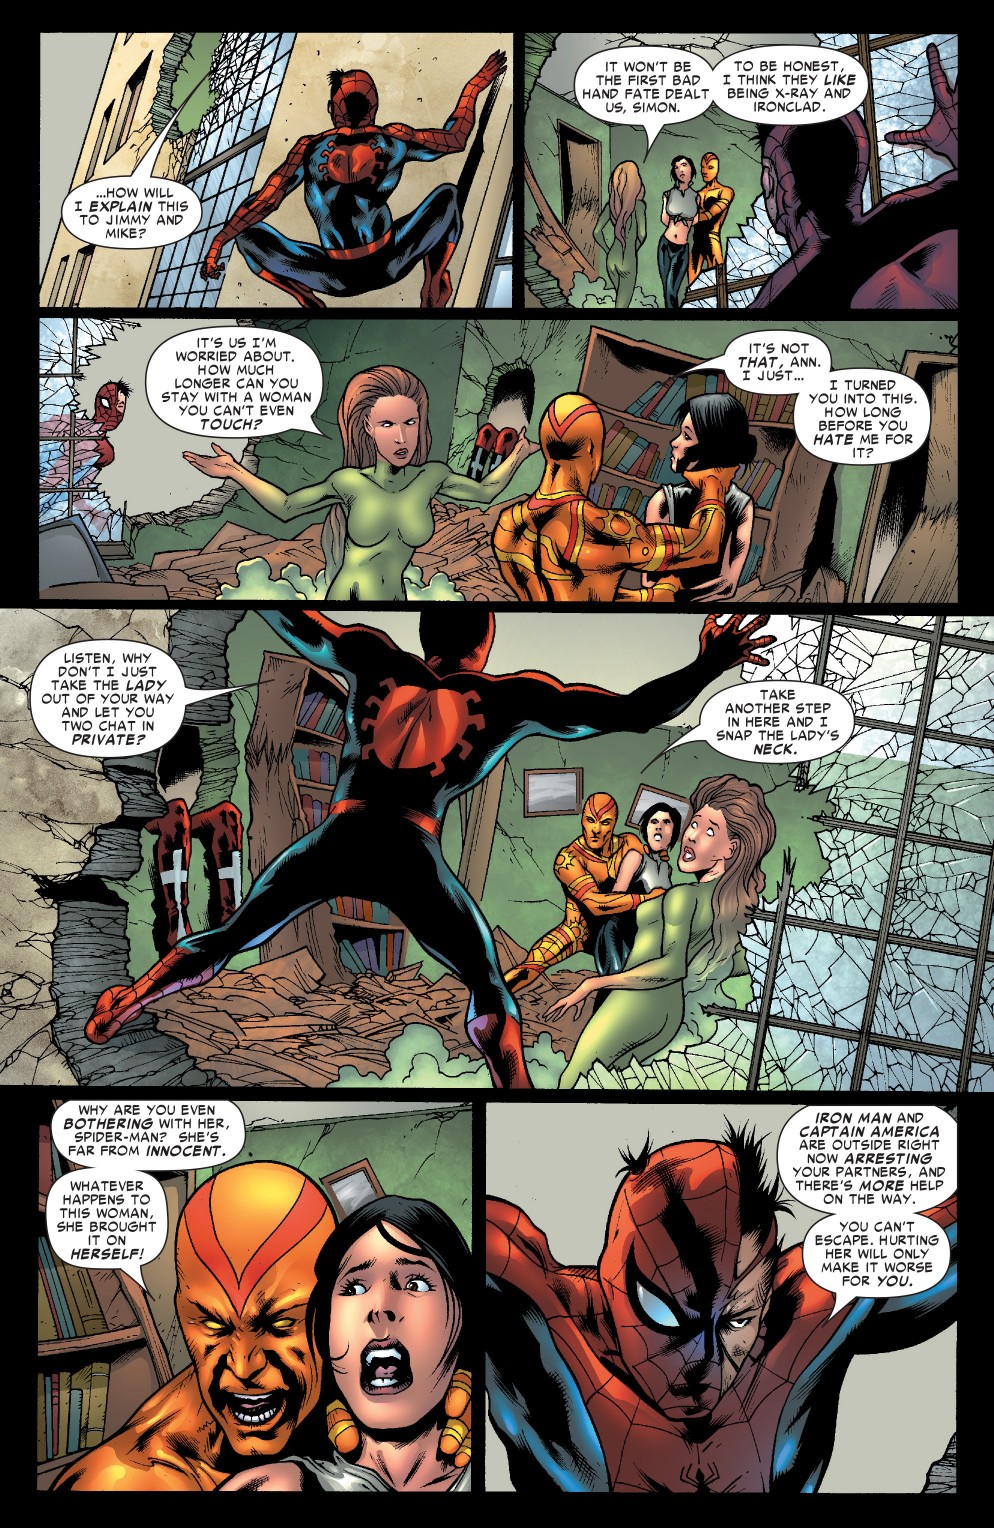 ...HOW WILL
I EXPLAIN THIS
TO JIMMY AND
MIKE?
IT WON'T BE
THE FIRST BAD
HAND FATE DEALT
US, SIMON.
TO BE HONEST,
I THINK THEY LIKE
BEING X-RAY AND
IRONCLAD.
IT'S US I'M
WORRIED ABOUT.
HOW MUCH
LONGER CAN YOU
STAY WITH A WOMAN
YOU CAN'T EVEN
TOUCH?
IT'S NOT
THAT, ANN.
I JUST...
I TURNED
YOU INTO THIS.
HOW LONG
BEFORE YOU
HATE ME FOR
IT?
LISTEN, WHY
DON'T I JUST
TAKE THE LADY
OUT OF YOUR WAY
AND LET YOU
TWO CHAT IN
PRIVATE?
TAKE
ANOTHER STEP
IN HERE AND I
SNAP THE LADY'S
NECK.
WHY ARE YOU EVEN
BOTHERING WITH HER,
SPIDER-MAN? SHE'S
FAR FROM INNOCENT.
WHATEVER
HAPPENS TO
THIS WOMAN,
SHE BROUGHT
IT ON
HERSELF!
IRON MAN AND
CAPTAIN AMERICA
ARE OUTSIDE RIGHT
NOW ARRESTING
YOUR PARTNERS, AND
THERE'S MORE HELP
ON THE WAY.
YOU CAN'T
ESCAPE. HURTING
HER WILL ONLY
MAKE IT WORSE
FOR YOU.